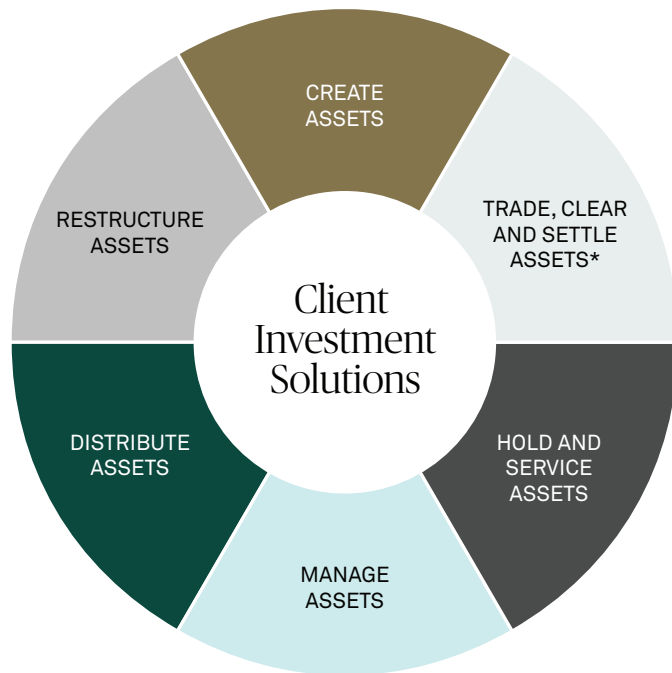 CREATE
ASSETS
TRADE, CLEAR
AND SETTLE
ASSETS*
HOLD AND
SERVICE
ASSETS
MANAGE
ASSETS
DISTRIBUTE
ASSETS
RESTRUCTURE
ASSETS
Client
Investment
Solutions